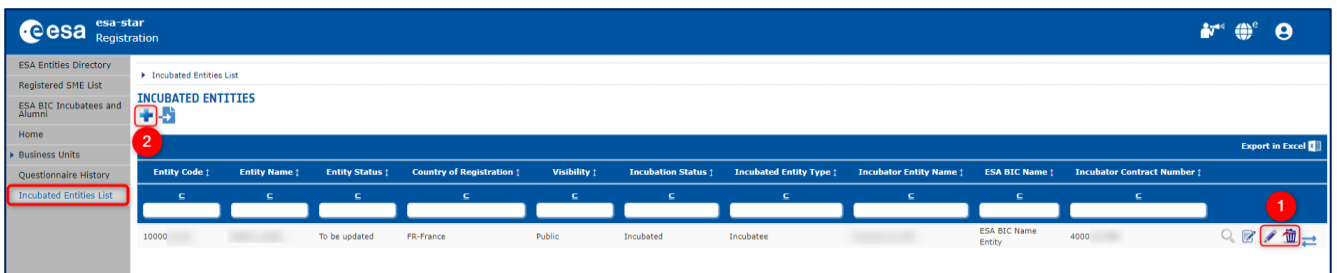 esa
esa-star
Registration
ESA Entities Directory
Registered SME List
ESA BIC Incubatees and
Alumni
Home
Business Units
Questionnaire History
Incubated Entities List
Incubated Entities List
INCUBATED ENTITIES
2
Export in Excel
Entity Code Entity Name Entity Status Country of Registration Visibility Incubation Status Incubated Entity Type Incubator Entity Name ESA BIC Name Incubator Contract Number
1
10000 To be updated FR-France Public Incubated Incubatee ESA BIC Name 4000
Entity